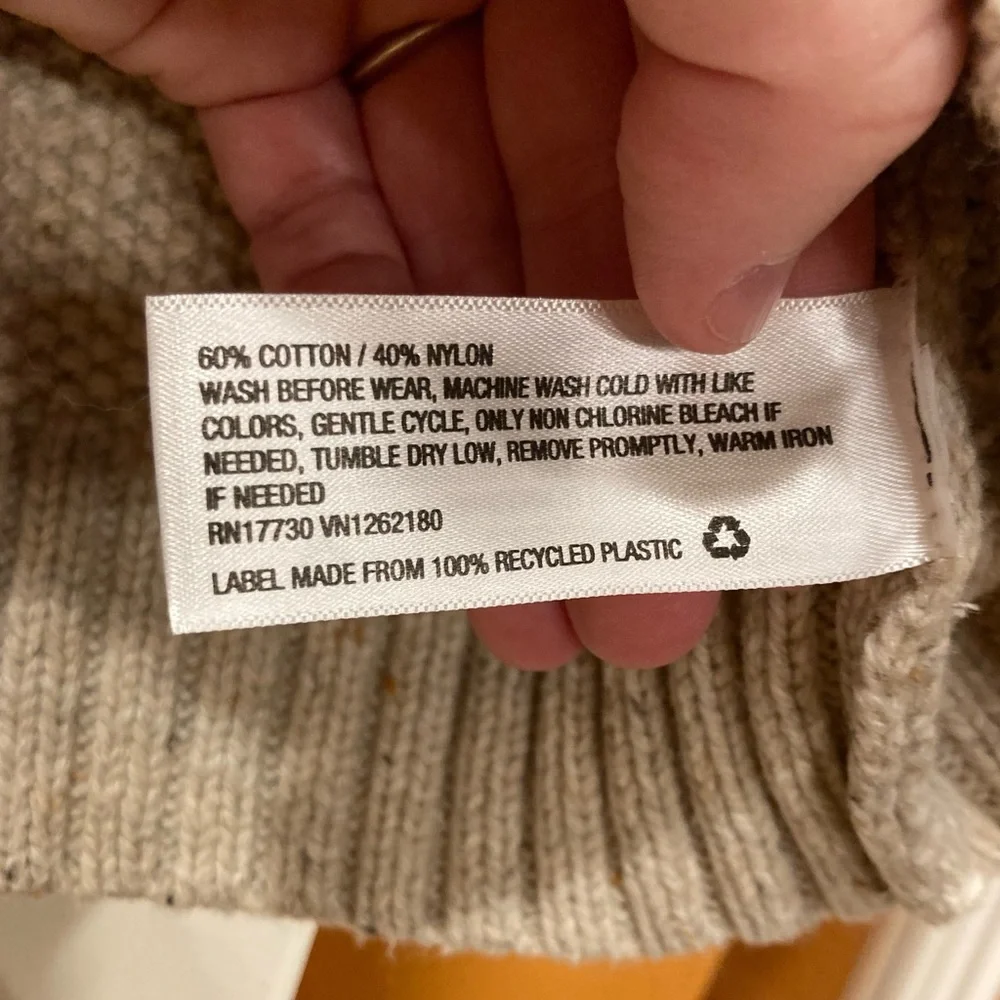 60% COTTON / 40% NYLON
WASH BEFORE WEAR, MACHINE WASH COLD WITH LIKE
COLORS, GENTLE CYCLE, ONLY NON CHLORINE BLEACH IF
NEEDED, TUMBLE DRY LOW, REMOVE PROMPTLY, WARM IRON
IF NEEDED
RN17730 VN1262180
LABEL MADE FROM 100% RECYCLED PLASTIC